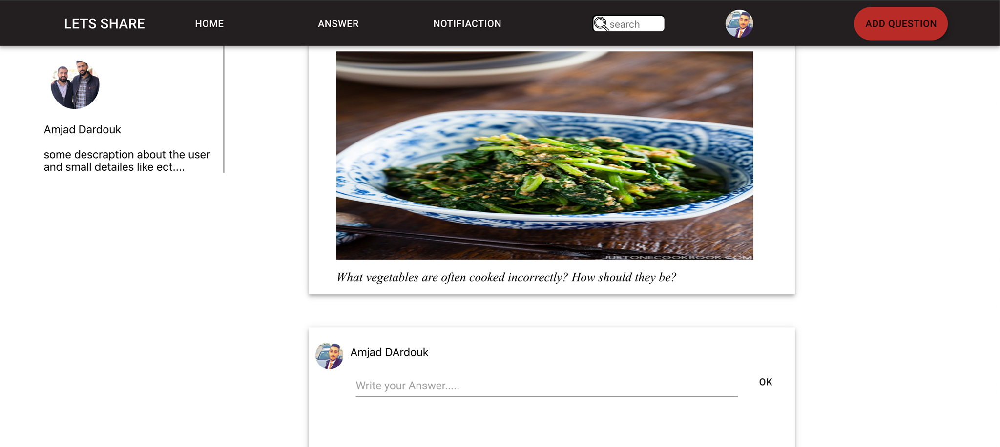 LETS SHARE
HOME
ANSWER
NOTIFIACTION
search
ADD QUESTION
Amjad Dardouk
some descraption about the user
and small detailes like ect....
JUSTONECOOKBOOK.COM
What vegetables are often cooked incorrectly? How should they be?
Amjad DArdouk
Write your Answer.....
OK